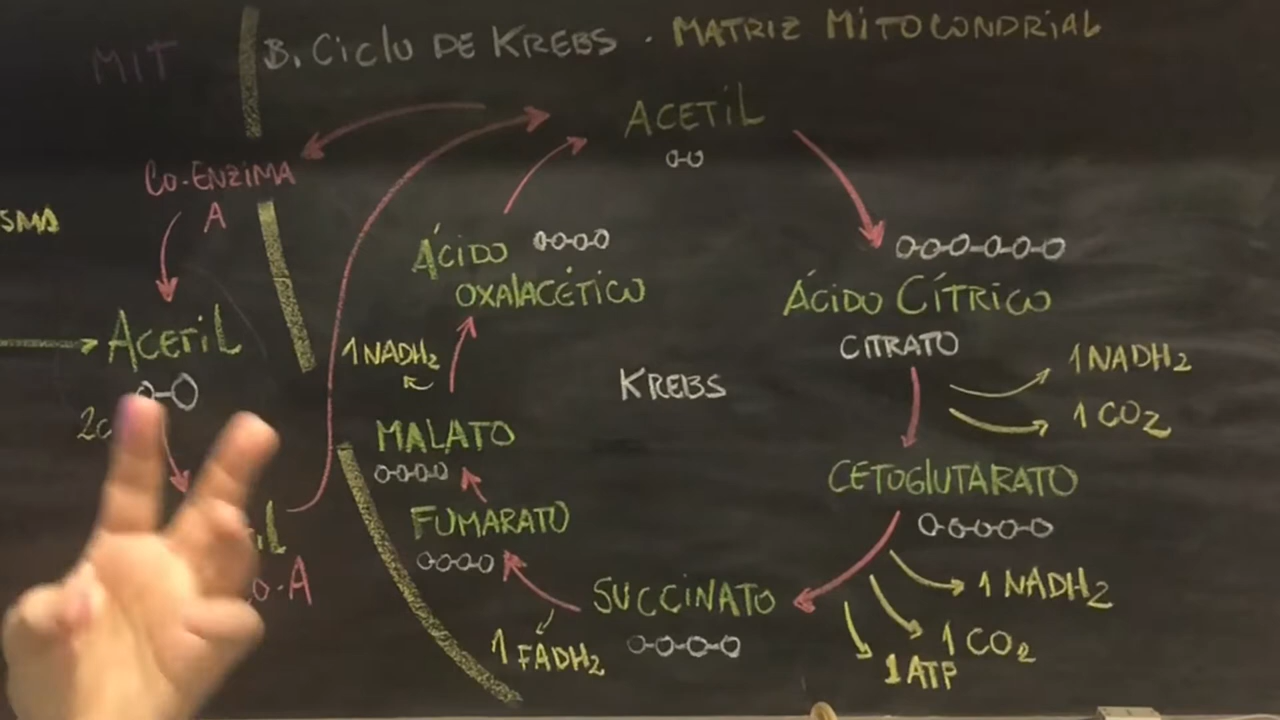 MIT
B. Ciclo DE KREBS . MATRIZ MITOCONDRIAL
ACETIL
CO-ENZIMA
A
ÁCIDO
OXALACÉTICO
ÁCIDO CÍTRICO
CITRATO
ACETIL
1 NADH2
KREBS
1 NADH2
1 CO2
MALATO
CETOGLUTARATO
FUMARATO
SUCCINATO
1 NADH2
1 FADH2
1 CO2
1 ATP